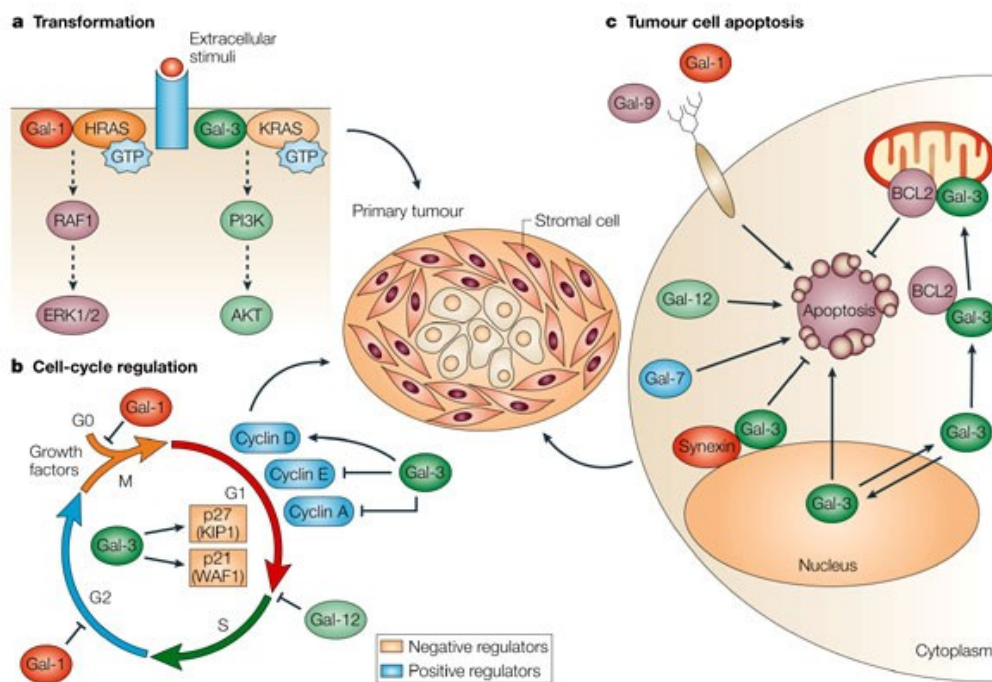 a Transformation
Extracellular
stimuli
Gal-1
HRAS
GTP
Gal-3
KRAS
GTP
RAF1
PI3K
ERK1/2
AKT
Primary tumour
Stromal cell
b Cell-cycle regulation
G0
Gal-1
Growth
factors
M
G1
Gal-3
p27
(KIP1)
p21
(WAF1)
G2
S
Gal-1
Gal-12
Cyclin D
Cyclin E
Cyclin A
Gal-3
Negative regulators
Positive regulators
c Tumour cell apoptosis
Gal-1
Gal-9
BCL2
Gal-3
Gal-12
Apoptosis
BCL2
Gal-3
Gal-7
Synexin
Gal-3
Gal-3
Gal-3
Nucleus
Cytoplasm